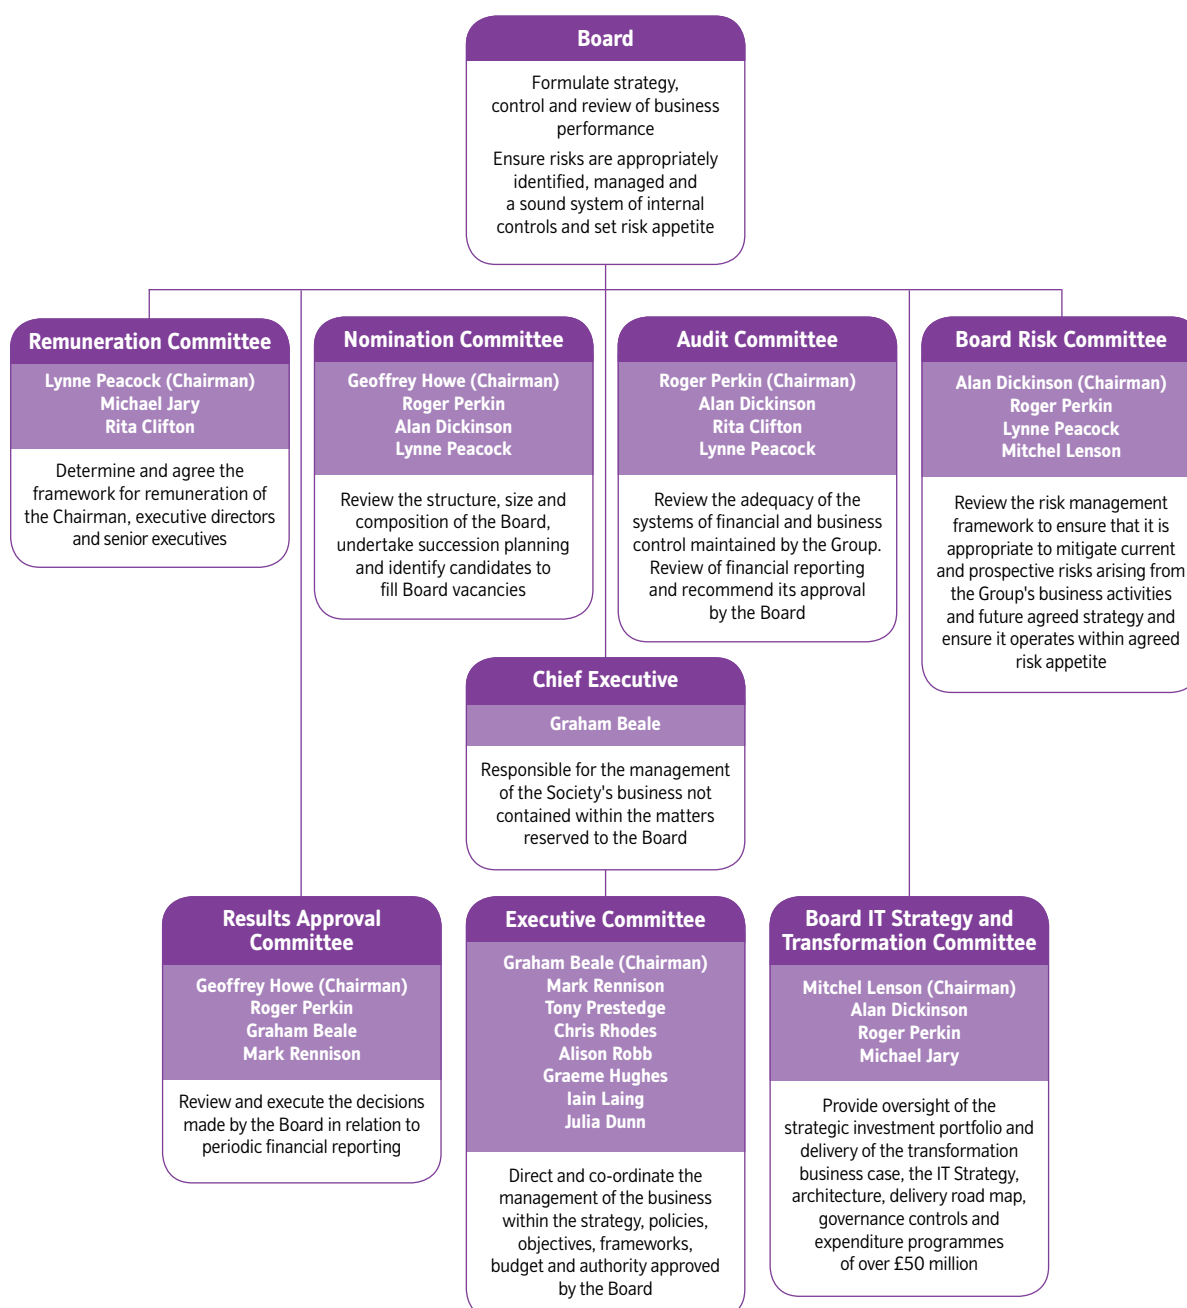 Board
Formulate strategy,
control and review of business
performance
Ensure risks are appropriately
identified, managed and
a sound system of internal
controls and set risk appetite
Remuneration Committee
Lynne Peacock (Chairman)
Michael Jary
Rita Clifton
Determine and agree the
framework for remuneration of
the Chairman, executive directors
and senior executives
Nomination Committee
Geoffrey Howe (Chairman)
Roger Perkin
Alan Dickinson
Lynne Peacock
Review the structure, size and
composition of the Board,
undertake succession planning
and identify candidates to
fill Board vacancies
Audit Committee
Roger Perkin (Chairman)
Alan Dickinson
Rita Clifton
Lynne Peacock
Review the adequacy of the
systems of financial and business
control maintained by the Group.
Review of financial reporting
and recommend its approval
by the Board
Board Risk Committee
Alan Dickinson (Chairman)
Roger Perkin
Lynne Peacock
Mitchel Lenson
Review the risk management
framework to ensure that it is
appropriate to mitigate current
and prospective risks arising from
the Group's business activities
and future agreed strategy and
ensure it operates within agreed
risk appetite
Chief Executive
Graham Beale
Responsible for the management
of the Society's business not
contained within the matters
reserved to the Board
Results Approval
Committee
Geoffrey Howe (Chairman)
Roger Perkin
Graham Beale
Mark Rennison
Review and execute the decisions
made by the Board in relation to
periodic financial reporting
Executive Committee
Graham Beale (Chairman)
Mark Rennison
Tony Prestedge
Chris Rhodes
Alison Robb
Graeme Hughes
Iain Laing
Julia Dunn
Direct and co-ordinate the
management of the business
within the strategy, policies,
objectives, frameworks,
budget and authority approved
by the Board
Board IT Strategy and
Transformation Committee
Mitchel Lenson (Chairman)
Alan Dickinson
Roger Perkin
Michael Jary
Provide oversight of the
strategic investment portfolio and
delivery of the transformation
business case, the IT Strategy,
architecture, delivery road map,
governance controls and
expenditure programmes
of over £50 million